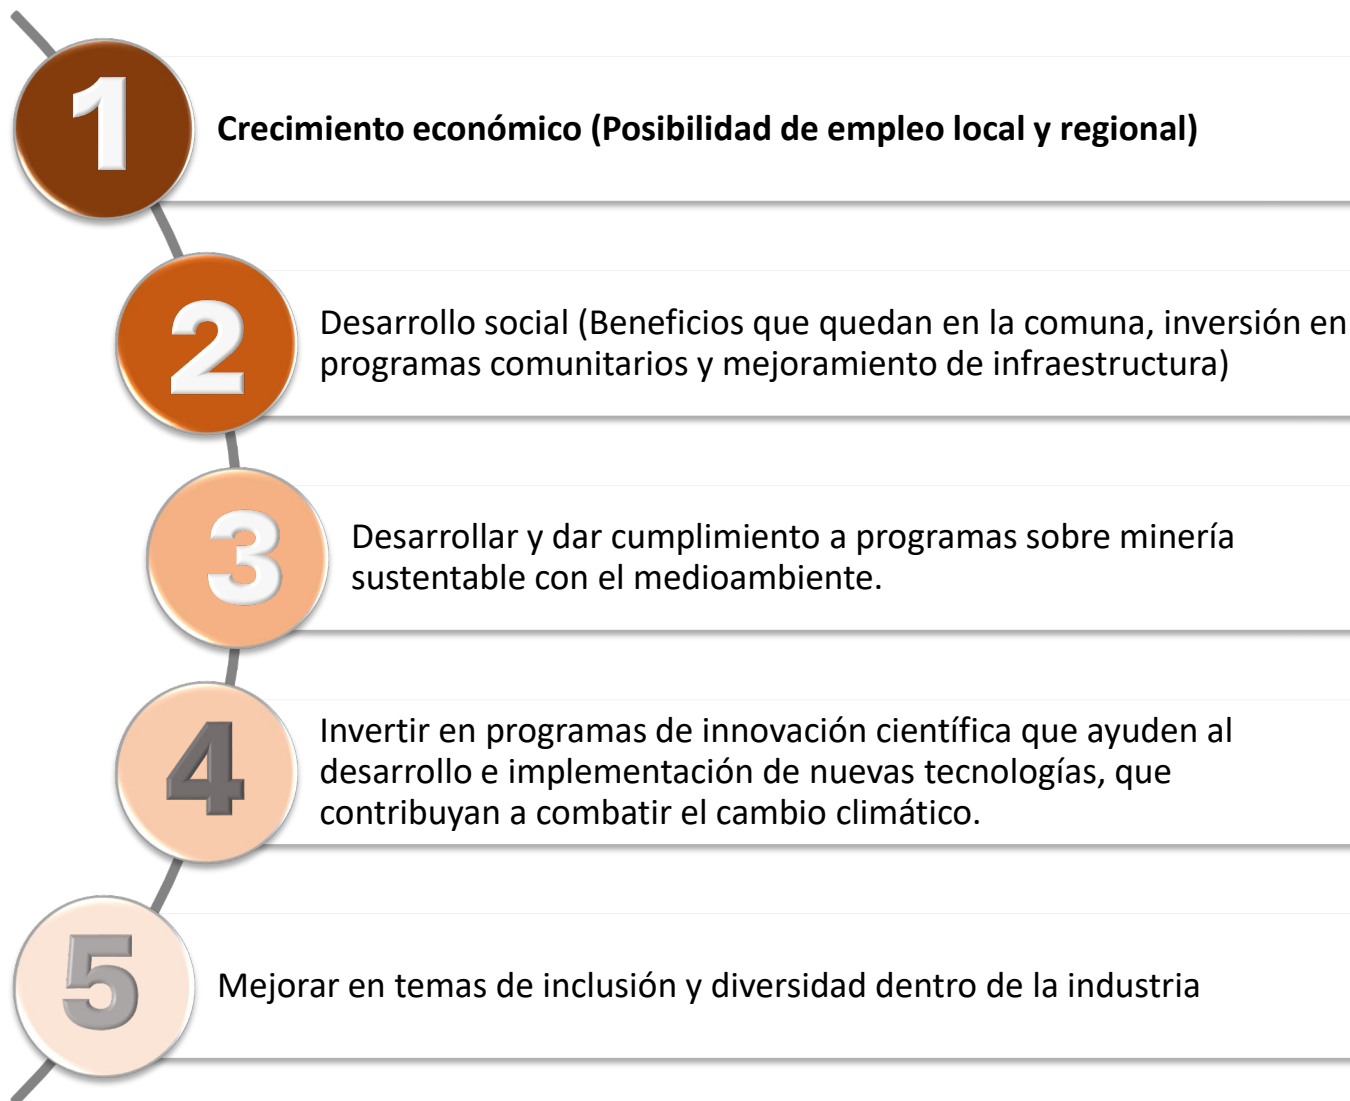 1
Crecimiento económico (Posibilidad de empleo local y regional)
2
Desarrollo social (Beneficios que quedan en la comuna, inversión en
programas comunitarios y mejoramiento de infraestructura)
3
Desarrollar y dar cumplimiento a programas sobre minería
sustentable con el medioambiente.
4
Invertir en programas de innovación científica que ayuden al
desarrollo e implementación de nuevas tecnologías, que
contribuyan a combatir el cambio climático.
5
Mejorar en temas de inclusión y diversidad dentro de la industria